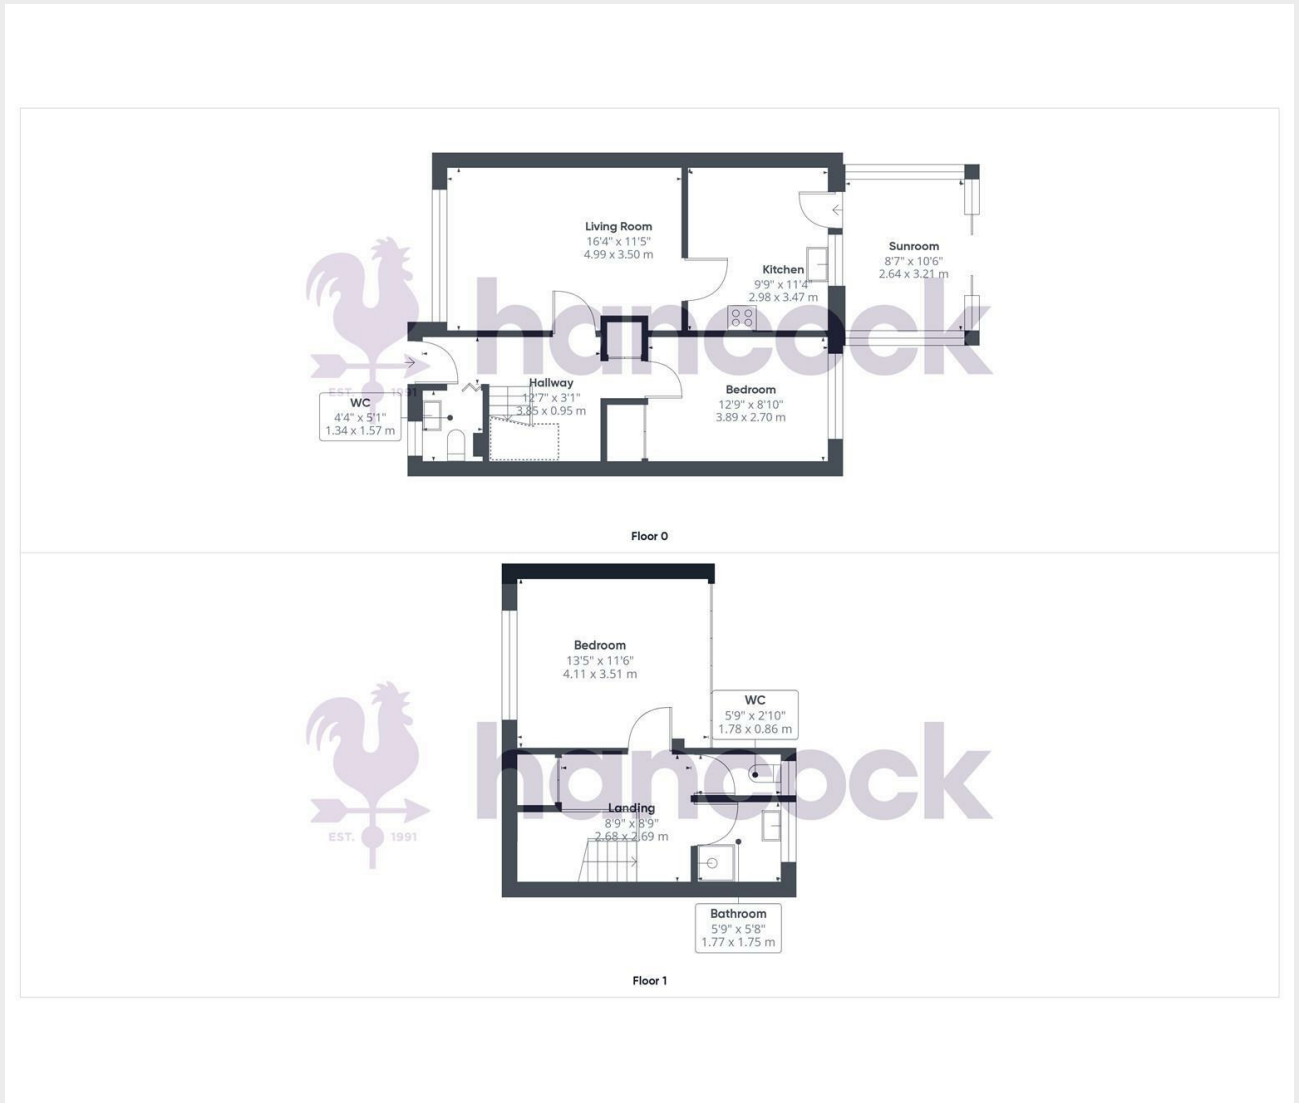 Living Room
16'4" x 11'5"
4.99 x 3.50 m
Kitchen
9'9" x 11'4"
2.98 x 3.47 m
Sunroom
8'7" x 10'6"
2.64 x 3.21 m
hancock
EST. 1991
WC
4'4" x 5'1"
1.34 x 1.57 m
Hallway
12'7" x 3'1"
3.85 x 0.95 m
Bedroom
12'9" x 8'10"
3.89 x 2.70 m
Floor 0
Bedroom
13'5" x 11'6"
4.11 x 3.51 m
WC
5'9" x 2'10"
1.78 x 0.86 m
hancock
EST. 1991
Landing
8'9" x 8'9"
2.68 x 2.69 m
Bathroom
5'9" x 5'8"
1.77 x 1.75 m
Floor 1